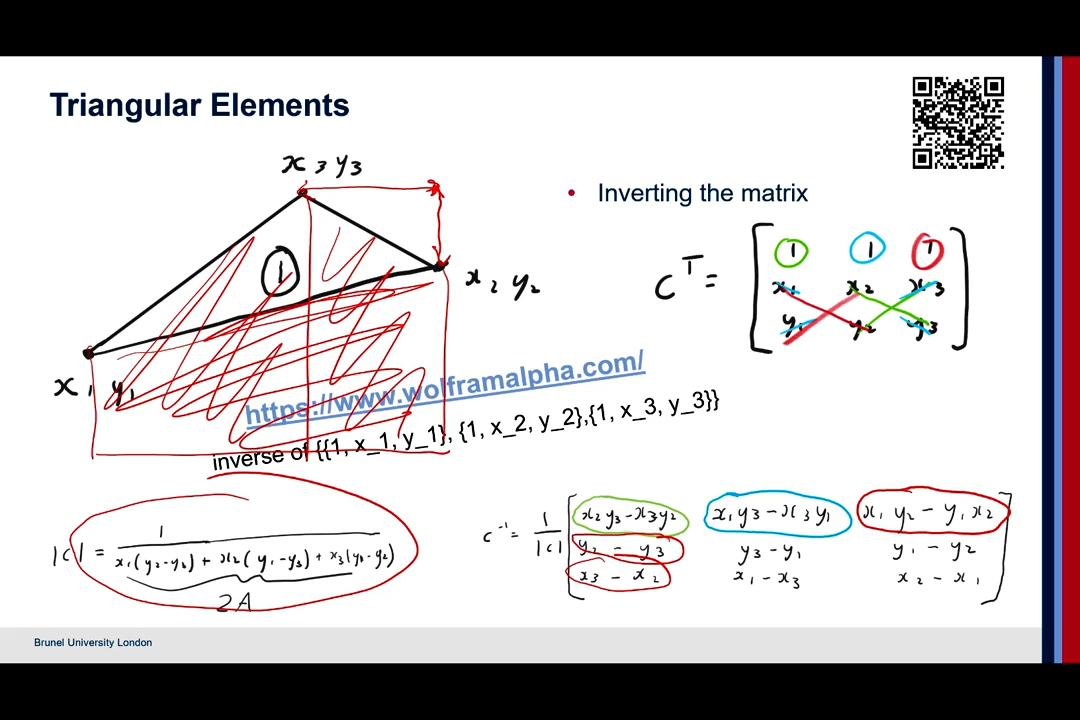 Triangular Elements
x3 y3
• Inverting the matrix
1
x2 y2
x1 y1
C^T = [ 1 1 1
x1 x2 x3
y1 y2 y3 ]
https://www.wolframalpha.com/
inverse of {{1, x_1, y_1}, {1, x_2, y_2},{1, x_3, y_3}}
|C| = 1 / (x1(y2-y3) + x2(y1-y3) + x3(y1-y2))
2A
C^-1 = 1/|C| [ x2y3-x3y2 x1y3-x3y1 x1y2-y1x2
y2-y3 y3-y1 y1-y2
x3-x2 x1-x3 x2-x1 ]
Brunel University London